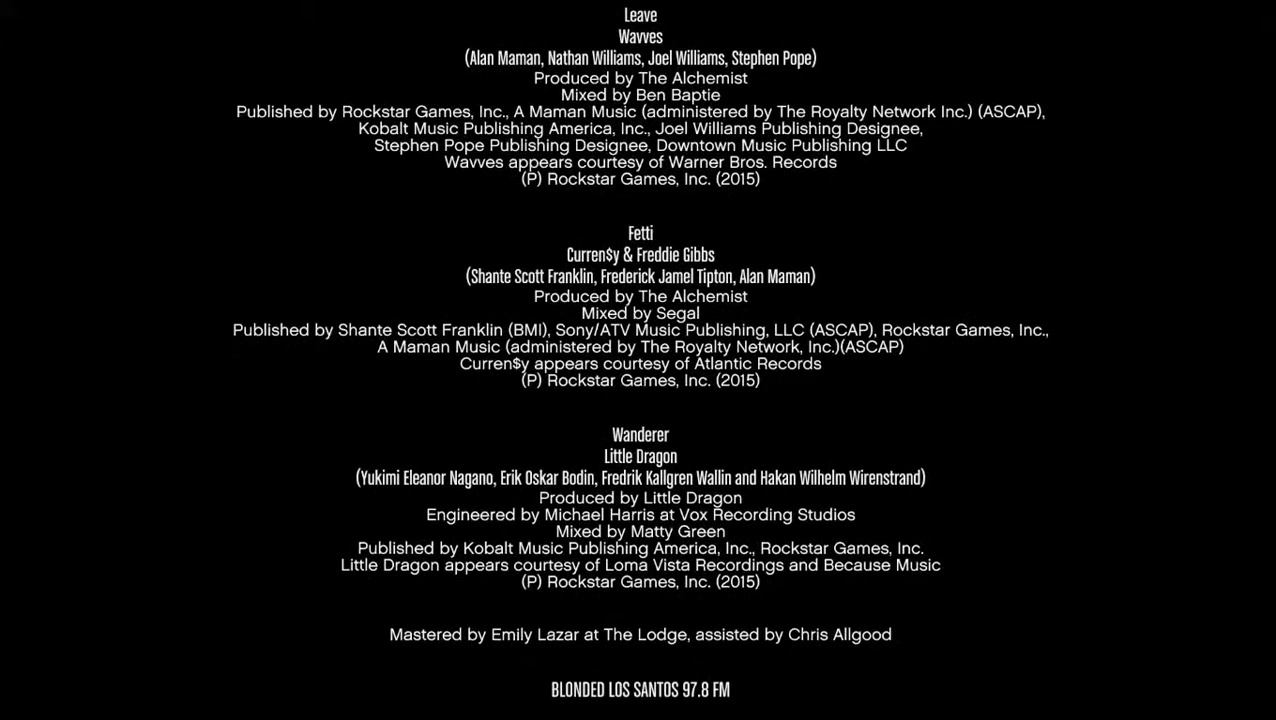 Leave
Wavves
(Alan Maman, Nathan Williams, Joel Williams, Stephen Pope)
Produced by The Alchemist
Mixed by Ben Baptie
Published by Rockstar Games, Inc., A Maman Music (administered by The Royalty Network Inc.) (ASCAP),
Kobalt Music Publishing America, Inc., Joel Williams Publishing Designee,
Stephen Pope Publishing Designee, Downtown Music Publishing LLC
Wavves appears courtesy of Warner Bros. Records
(P) Rockstar Games, Inc. (2015)
Fetti
Curren$y & Freddie Gibbs
(Shante Scott Franklin, Frederick Jamel Tipton, Alan Maman)
Produced by The Alchemist
Mixed by Segal
Published by Shante Scott Franklin (BMI), Sony/ATV Music Publishing, LLC (ASCAP), Rockstar Games, Inc.,
A Maman Music (administered by The Royalty Network, Inc.)(ASCAP)
Curren$y appears courtesy of Atlantic Records
(P) Rockstar Games, Inc. (2015)
Wanderer
Little Dragon
(Yukimi Eleanor Nagano, Erik Oskar Bodin, Fredrik Kallgren Wallin and Hakan Wilhelm Wirenstrand)
Produced by Little Dragon
Engineered by Michael Harris at Vox Recording Studios
Mixed by Matty Green
Published by Kobalt Music Publishing America, Inc., Rockstar Games, Inc.
Little Dragon appears courtesy of Loma Vista Recordings and Because Music
(P) Rockstar Games, Inc. (2015)
Mastered by Emily Lazar at The Lodge, assisted by Chris Allgood
BLONDED LOS SANTOS 97.8 FM